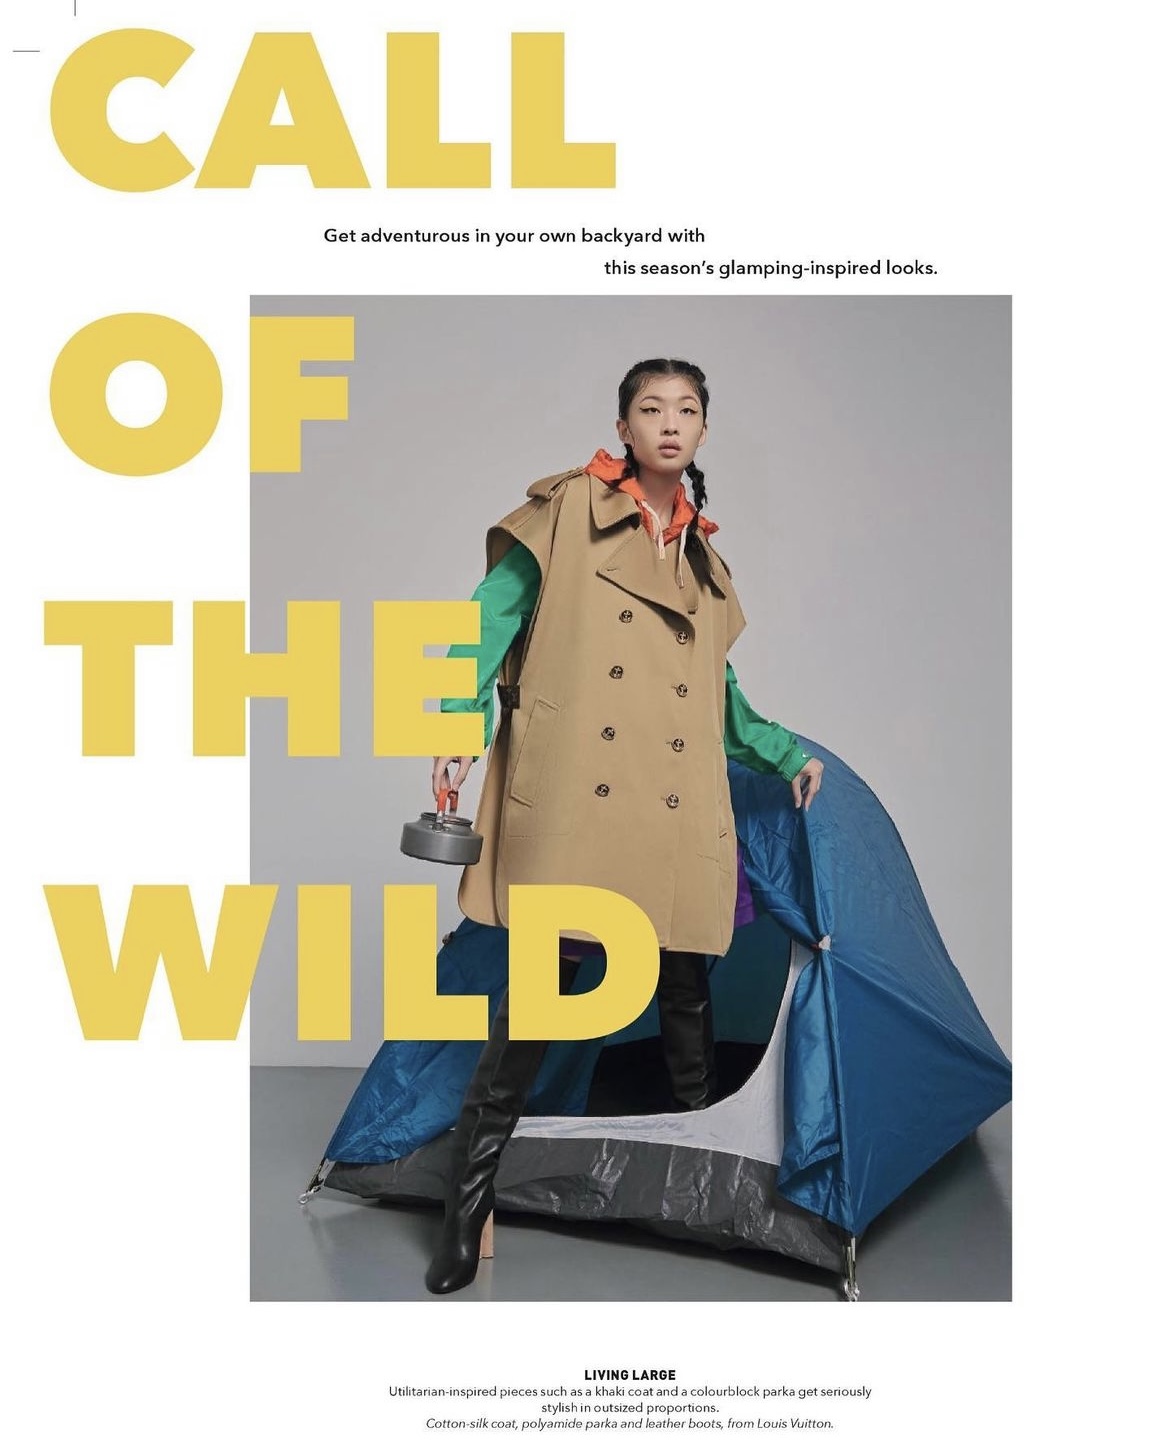 CALL
Get adventurous in your own backyard with
this season's glamping-inspired looks.
OF
THE
WILD
LIVING LARGE
Utilitarian-inspired pieces such as a khaki coat and a colourblock parka get seriously
stylish in outsized proportions.
Cotton-silk coat, polyamide parka and leather boots, from Louis Vuitton.